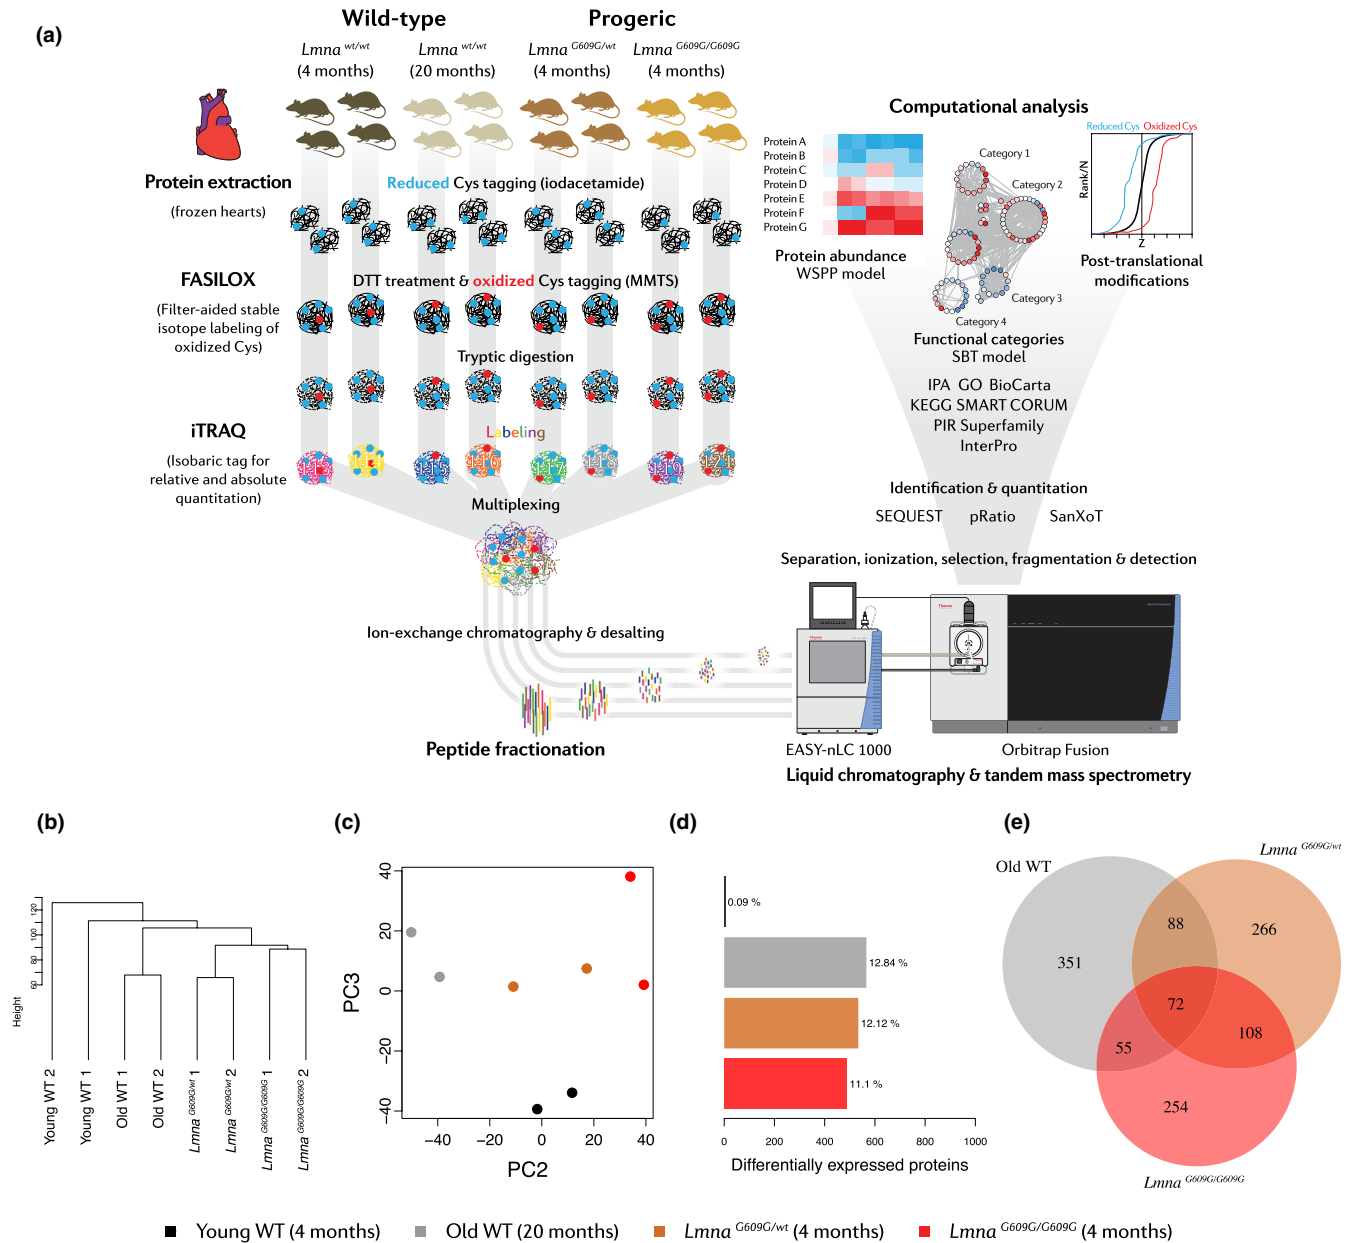 (a)
Wild-type
Progeric
Lmna wt/wt
(4 months)
Lmna wt/wt
(20 months)
Lmna G609G/wt
(4 months)
Lmna G609G/G609G
(4 months)
Protein extraction
(frozen hearts)
Reduced Cys tagging (iodacetamide)
FASILOX
(Filter-aided stable
isotope labeling of
oxidized Cys)
DTT treatment & oxidized Cys tagging (MMTS)
Tryptic digestion
iTRAQ
(Isobaric tag for
relative and absolute
quantitation)
Labeling
113
114
115
116
117
118
119
121
Multiplexing
Ion-exchange chromatography & desalting
Peptide fractionation
Computational analysis
Protein A
Protein B
Protein C
Protein D
Protein E
Protein F
Protein G
Protein abundance
WSPP model
Category 1
Category 2
Category 3
Category 4
Functional categories
SBT model
Reduced Cys Oxidized Cys
Rank/N
Z
Post-translational
modifications
IPA GO BioCarta
KEGG SMART CORUM
PIR Superfamily
InterPro
Identification & quantitation
SEQUEST pRatio SanXoT
Separation, ionization, selection, fragmentation & detection
Thermo
Thermo
EASY-nLC 1000
Orbitrap Fusion
Liquid chromatography & tandem mass spectrometry
(b)
Height
120
100
80
60
Young WT 2
Young WT 1
Old WT 1
Old WT 2
Lmna G609G/wt 1
Lmna G609G/wt 2
Lmna G609G/G609G 1
Lmna G609G/G609G 2
(c)
PC3
40
20
0
−20
−40
−40 −20 0 20 40
PC2
(d)
0.09 %
12.84 %
12.12 %
11.1 %
0 200 400 600 800 1000
Differentially expressed proteins
(e)
Old WT
Lmna G609G/wt
88
266
351
72
55
108
254
Lmna G609G/G609G
Young WT (4 months)
Old WT (20 months)
Lmna G609G/wt (4 months)
Lmna G609G/G609G (4 months)